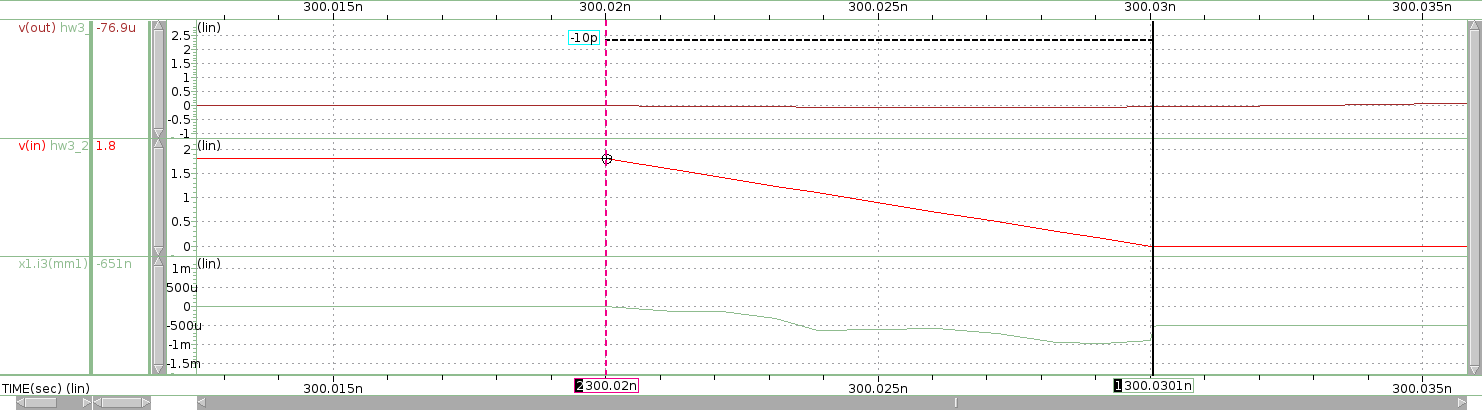 300.015n 300.02n 300.025n 300.03n 300.035n
v(out) hw3_ -76.9u (lin)
2.5
-10p
2
1.5
1
0.5
0
-0.5
-1
v(in) hw3_2 1.8 (lin)
2
1.5
1
0.5
0
x1.i3(mm1) -651n (lin)
1m
500u
0
-500u
-1m
-1.5m
TIME(sec) (lin) 300.015n 2 300.02n 300.025n 1 300.0301n 300.035n